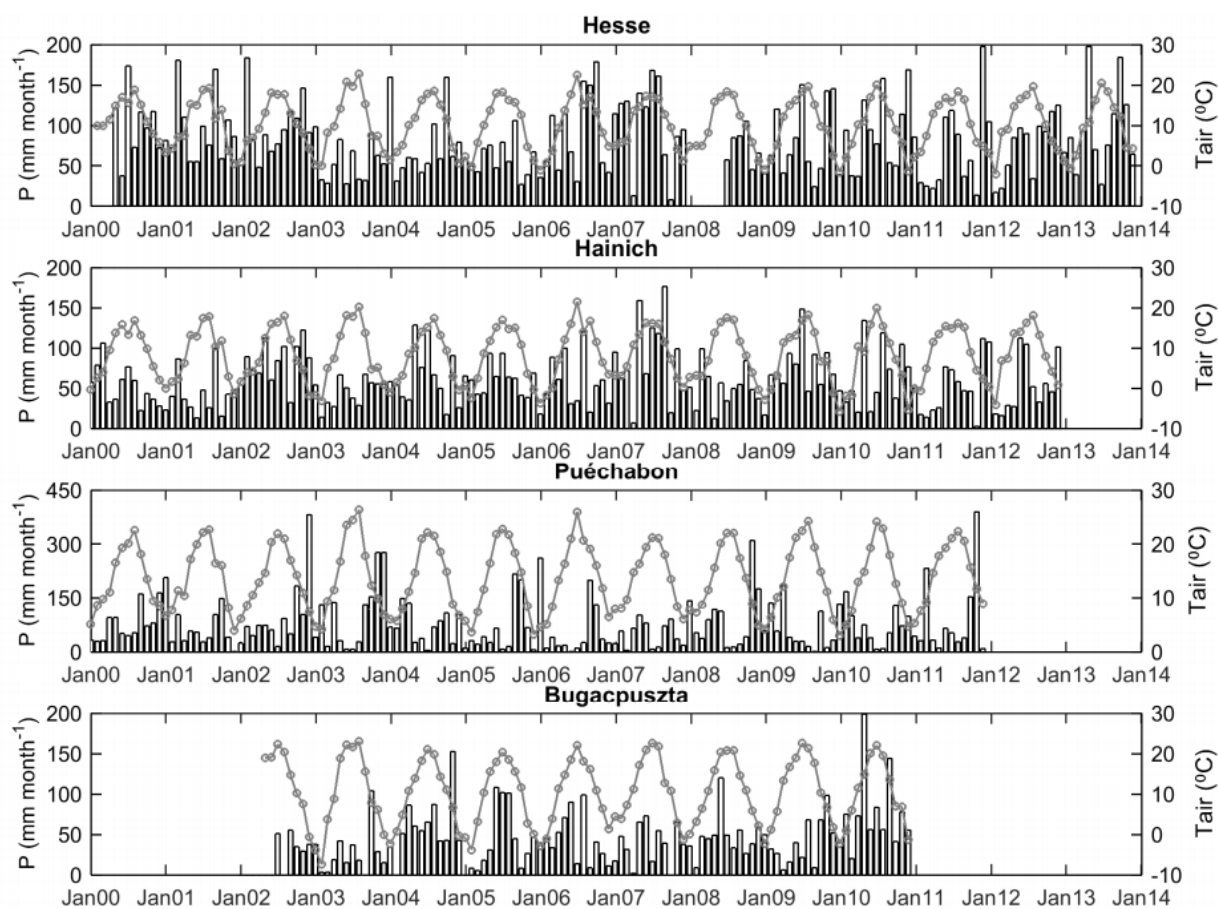 Hesse
P (mm month⁻¹)
200
150
100
50
0
30
20
10
0
-10
Tair (ºC)
Jan00 Jan01 Jan02 Jan03 Jan04 Jan05 Jan06 Jan07 Jan08 Jan09 Jan10 Jan11 Jan12 Jan13 Jan14
Hainich
P (mm month⁻¹)
200
150
100
50
0
30
20
10
0
-10
Tair (ºC)
Jan00 Jan01 Jan02 Jan03 Jan04 Jan05 Jan06 Jan07 Jan08 Jan09 Jan10 Jan11 Jan12 Jan13 Jan14
Puéchabon
P (mm month⁻¹)
450
300
150
0
30
20
10
0
Tair (ºC)
Jan00 Jan01 Jan02 Jan03 Jan04 Jan05 Jan06 Jan07 Jan08 Jan09 Jan10 Jan11 Jan12 Jan13 Jan14
Bugacpuszta
P (mm month⁻¹)
200
150
100
50
0
30
20
10
0
-10
Tair (ºC)
Jan00 Jan01 Jan02 Jan03 Jan04 Jan05 Jan06 Jan07 Jan08 Jan09 Jan10 Jan11 Jan12 Jan13 Jan14